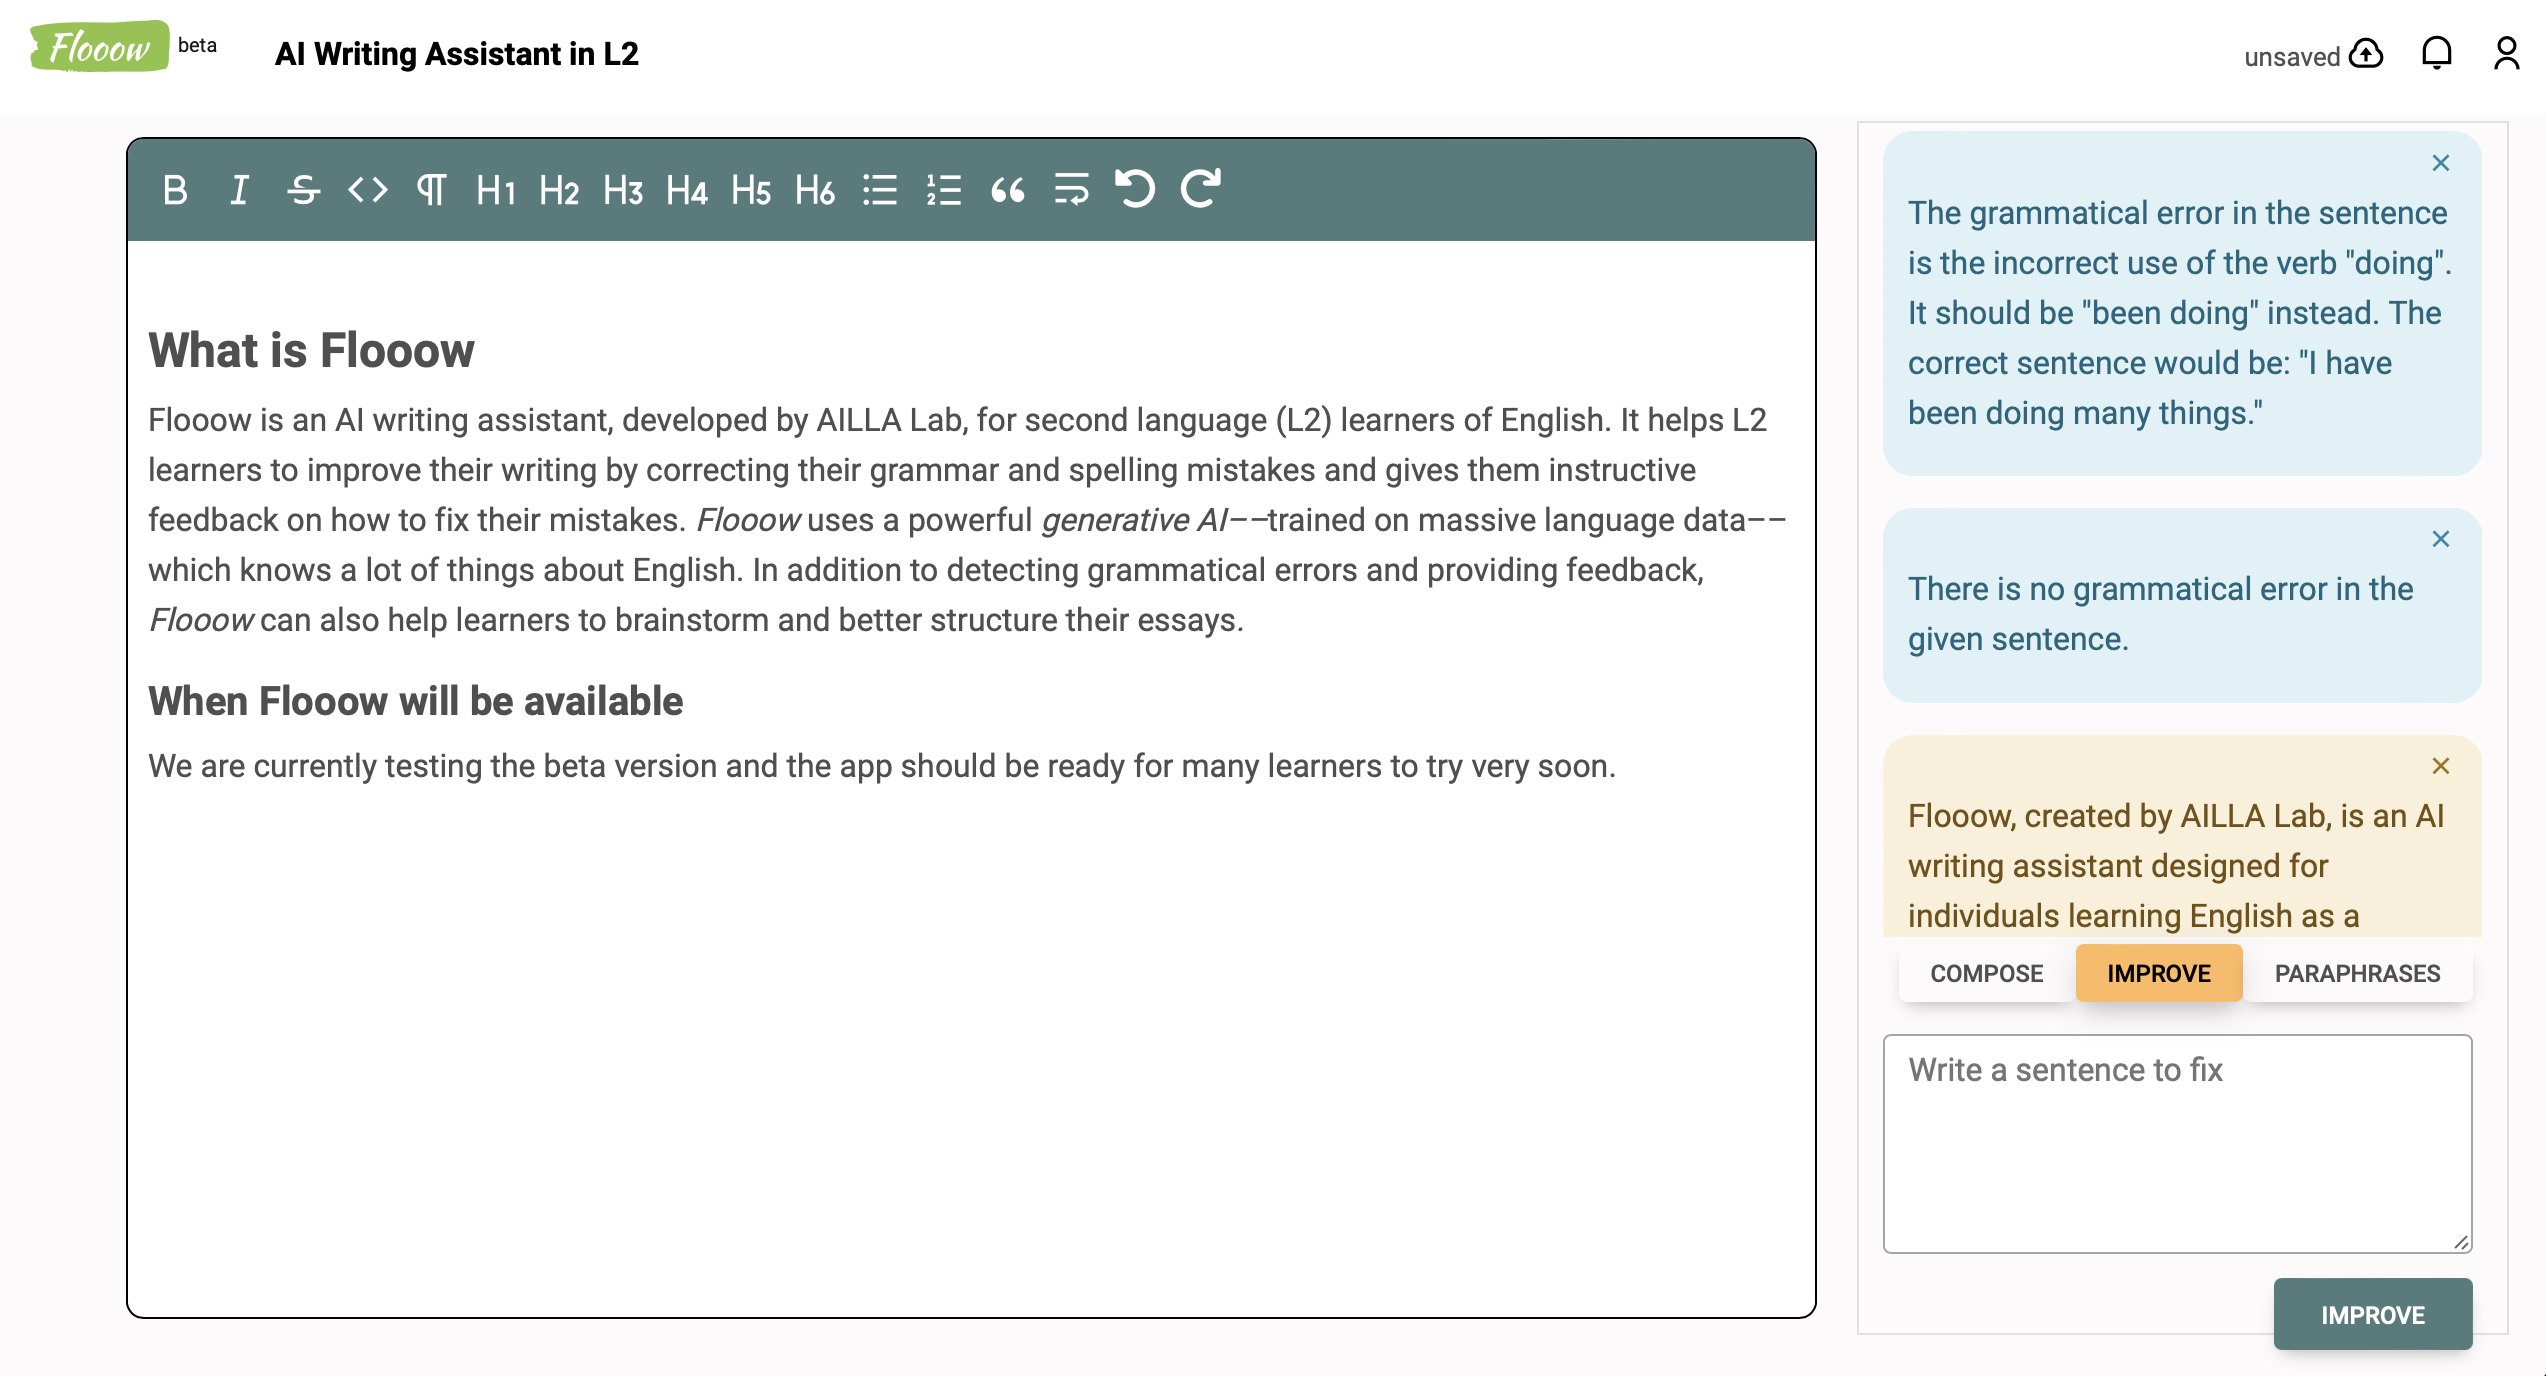 Flooow beta
AI Writing Assistant in L2
unsaved
B I S <> ¶ H1 H2 H3 H4 H5 H6
What is Flooow
Flooow is an AI writing assistant, developed by AILLA Lab, for second language (L2) learners of English. It helps L2
learners to improve their writing by correcting their grammar and spelling mistakes and gives them instructive
feedback on how to fix their mistakes. Flooow uses a powerful generative AI––trained on massive language data––
which knows a lot of things about English. In addition to detecting grammatical errors and providing feedback,
Flooow can also help learners to brainstorm and better structure their essays.
When Flooow will be available
We are currently testing the beta version and the app should be ready for many learners to try very soon.
The grammatical error in the sentence
is the incorrect use of the verb "doing".
It should be "been doing" instead. The
correct sentence would be: "I have
been doing many things."
There is no grammatical error in the
given sentence.
Flooow, created by AILLA Lab, is an AI
writing assistant designed for
individuals learning English as a
COMPOSE IMPROVE PARAPHRASES
Write a sentence to fix
IMPROVE